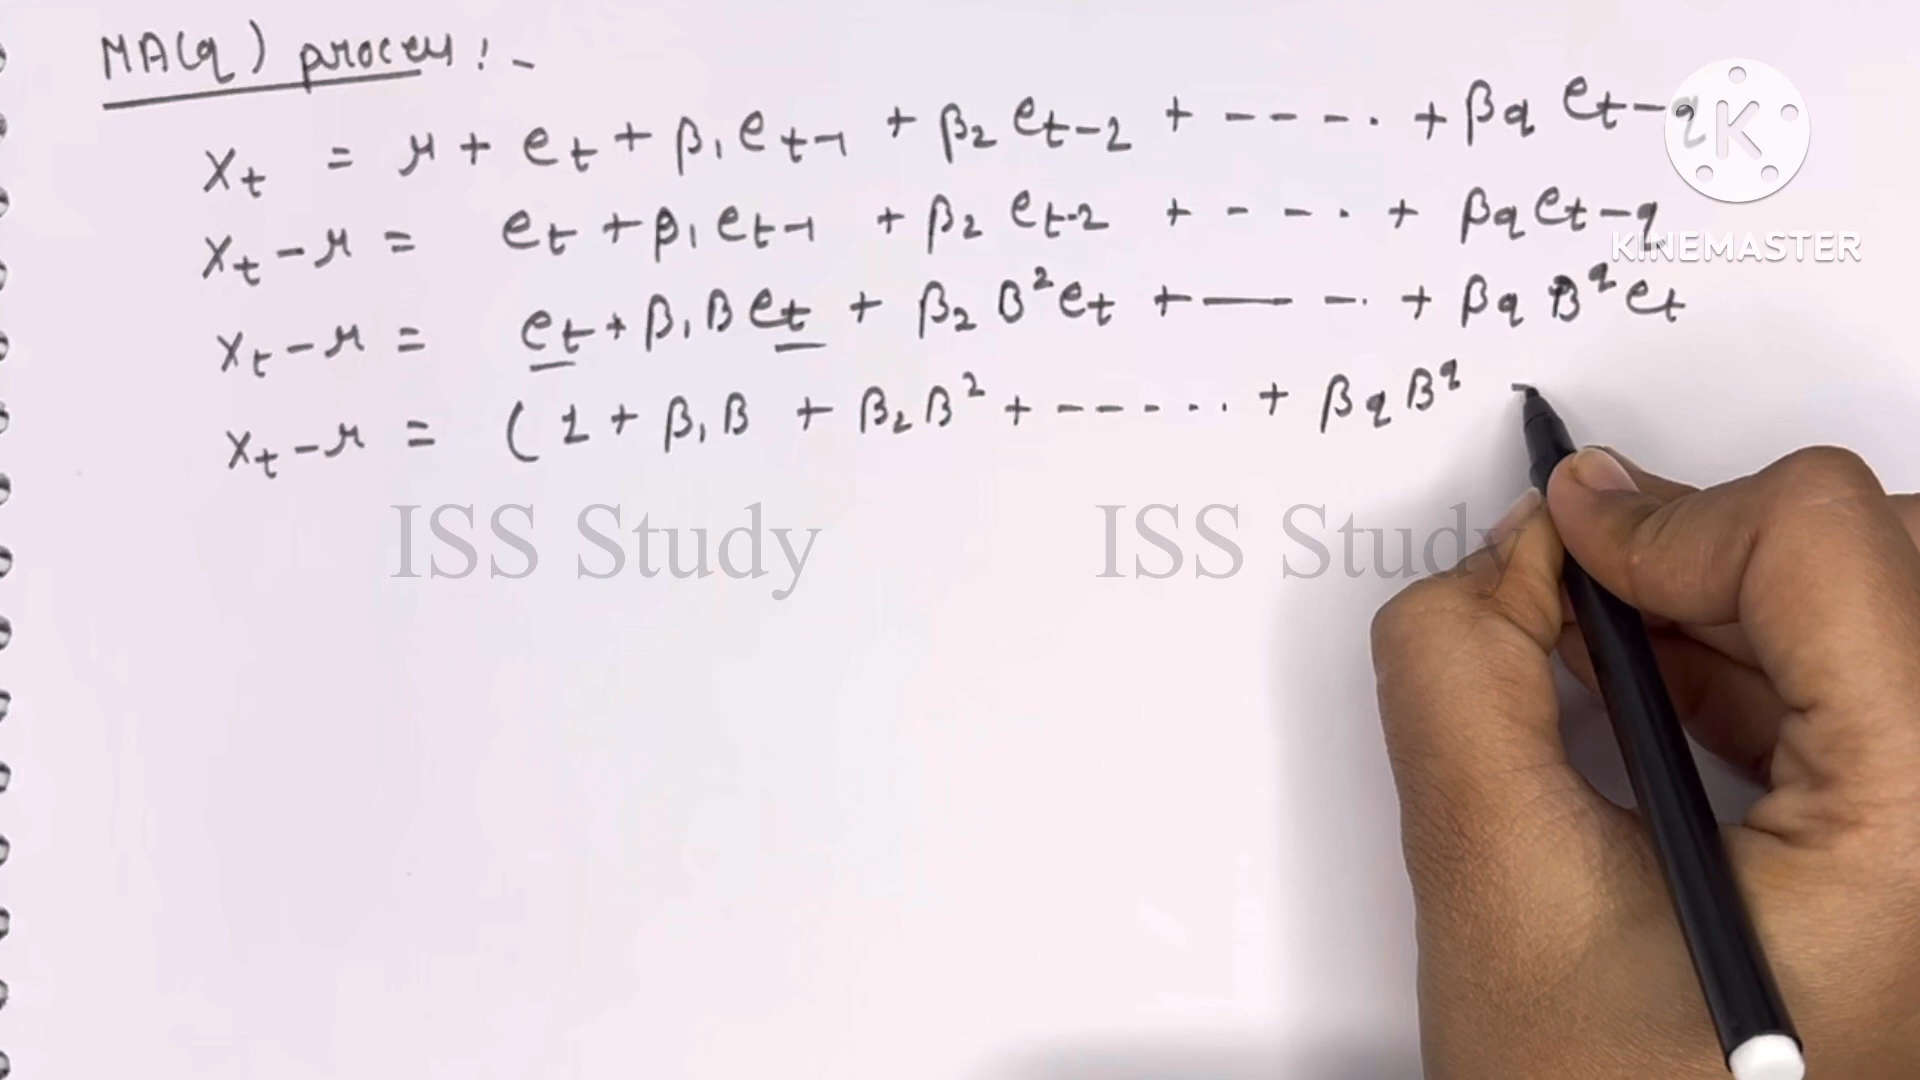 MA(q) process :-
Xt = μ + et + β1 et-1 + β2 et-2 + ----. + βq et-q
Xt - μ = et + β1 et-1 + β2 et-2 + ---. + βq et-q
KINEMASTER
Xt - μ = et + β1 B et + β2 B² et + — -. + βq B^q et
Xt - μ = ( 1 + β1 B + β2 B² + -----. + βq B^q
ISS Study ISS Study